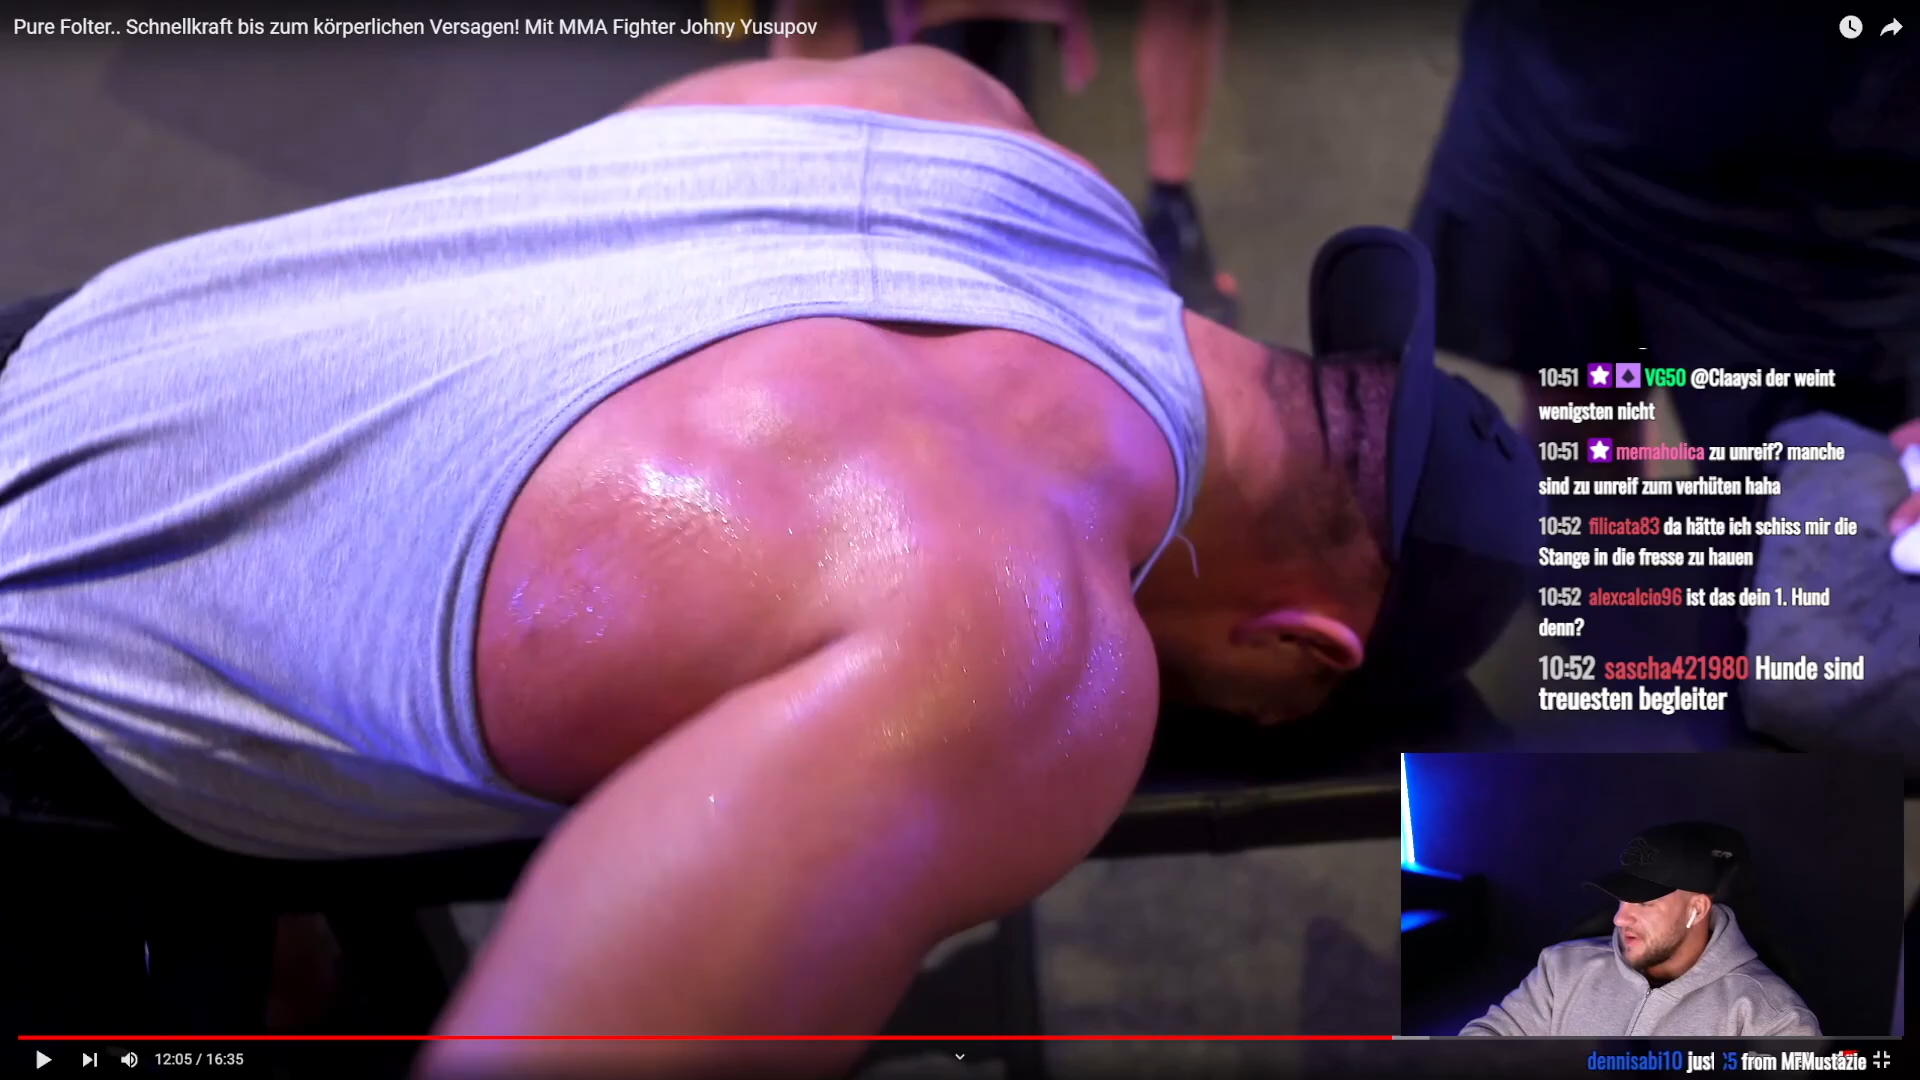 Pure Folter.. Schnellkraft bis zum körperlichen Versagen! Mit MMA Fighter Johny Yusupov
10:51 VG50 @Claaysi der weint
wenigsten nicht
10:51 memaholica zu unreif? manche
sind zu unreif zum verhüten haha
10:52 filicata83 da hätte ich schiss mir die
Stange in die fresse zu hauen
10:52 alexcalcio96 ist das dein 1. Hund
denn?
10:52 sascha421980 Hunde sind
treuesten begleiter
12:05 / 16:35
dennisabi10 just from